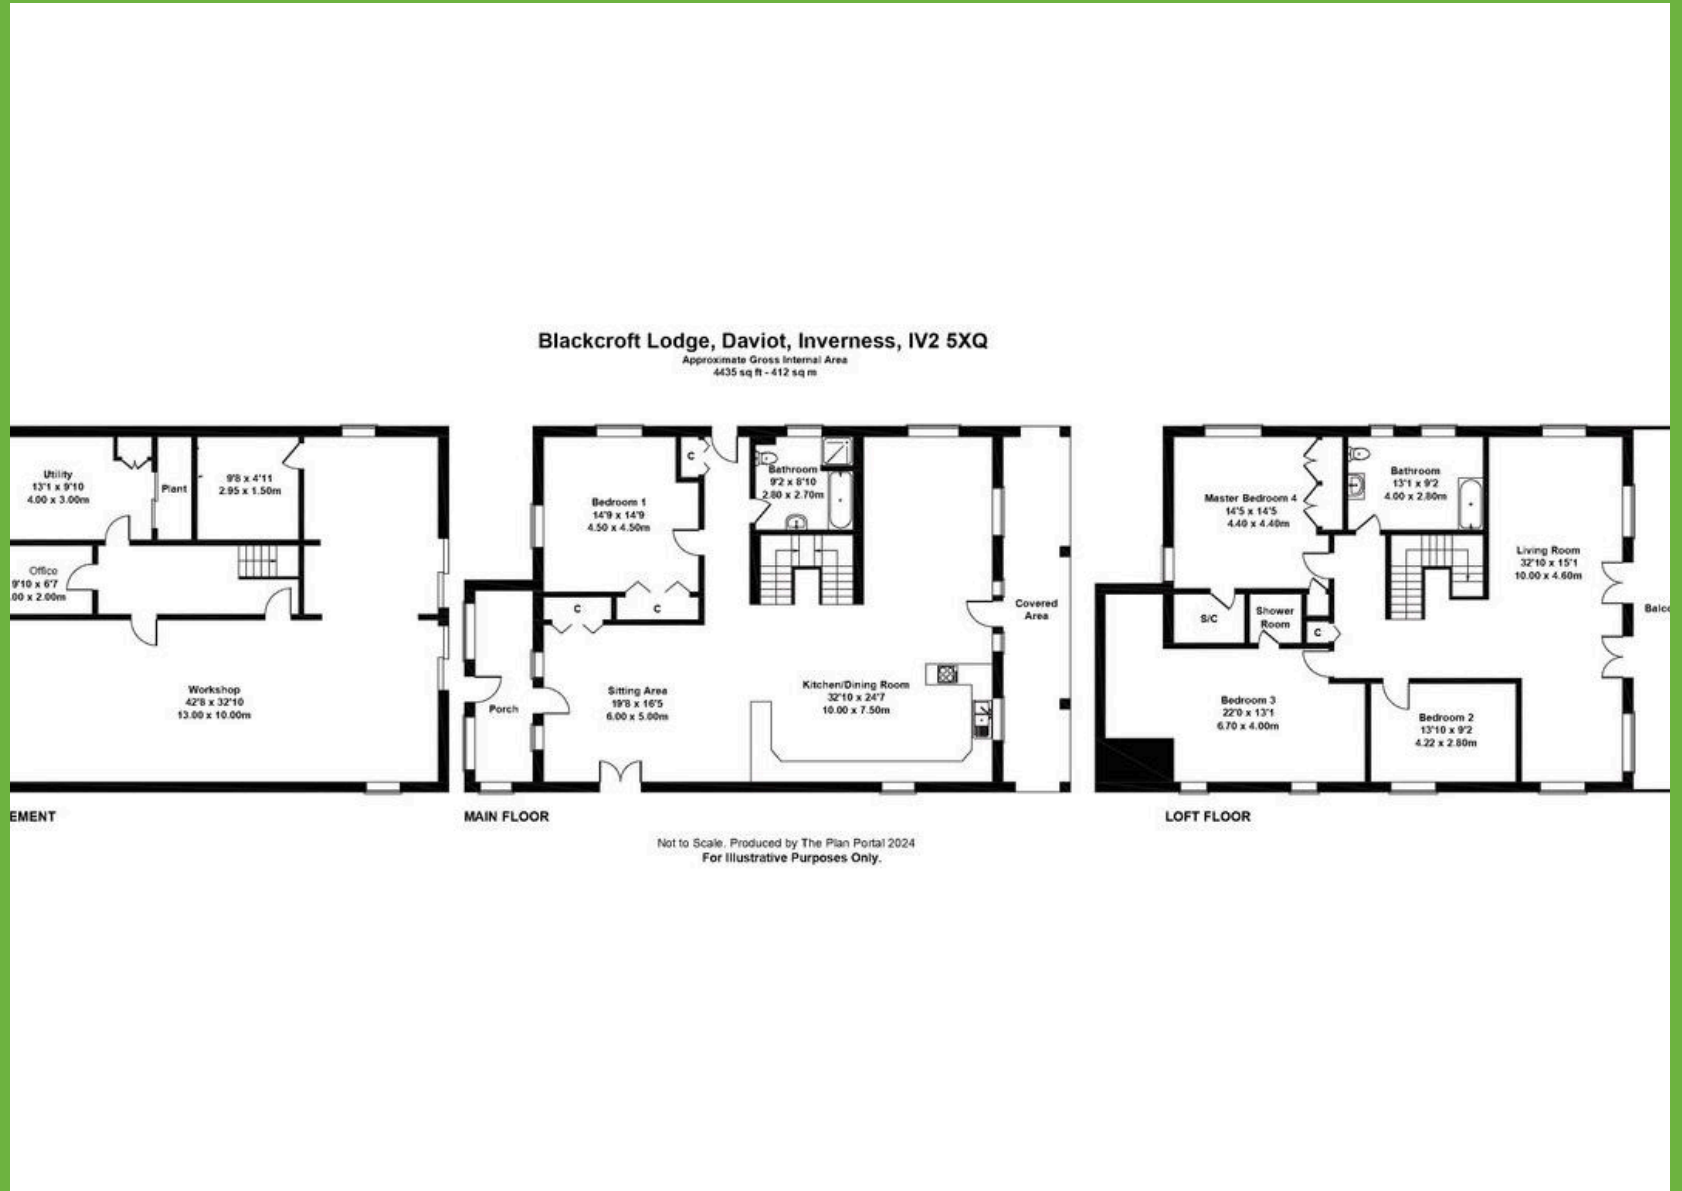 Blackcroft Lodge, Daviot, Inverness, IV2 5XQ
Approximate Gross Internal Area
4435 sq ft - 412 sq m
Utility
13'1 x 9'10
4.00 x 3.00m
Plant
9'8 x 4'11
2.95 x 1.50m
Office
9'10 x 6'7
.00 x 2.00m
Workshop
42'8 x 32'10
13.00 x 10.00m
EMENT
C
Bedroom 1
14'9 x 14'9
4.50 x 4.50m
Bathroom
9'2 x 8'10
2.80 x 2.70m
C
C
Porch
Sitting Area
19'8 x 16'5
6.00 x 5.00m
Kitchen/Dining Room
32'10 x 24'7
10.00 x 7.50m
Covered
Area
MAIN FLOOR
Master Bedroom 4
14'5 x 14'5
4.40 x 4.40m
Bathroom
13'1 x 9'2
4.00 x 2.80m
Living Room
32'10 x 15'1
10.00 x 4.60m
S/C
Shower
Room
C
Balco
Bedroom 3
22'0 x 13'1
6.70 x 4.00m
Bedroom 2
13'10 x 9'2
4.22 x 2.80m
LOFT FLOOR
Not to Scale. Produced by The Plan Portal 2024
For Illustrative Purposes Only.